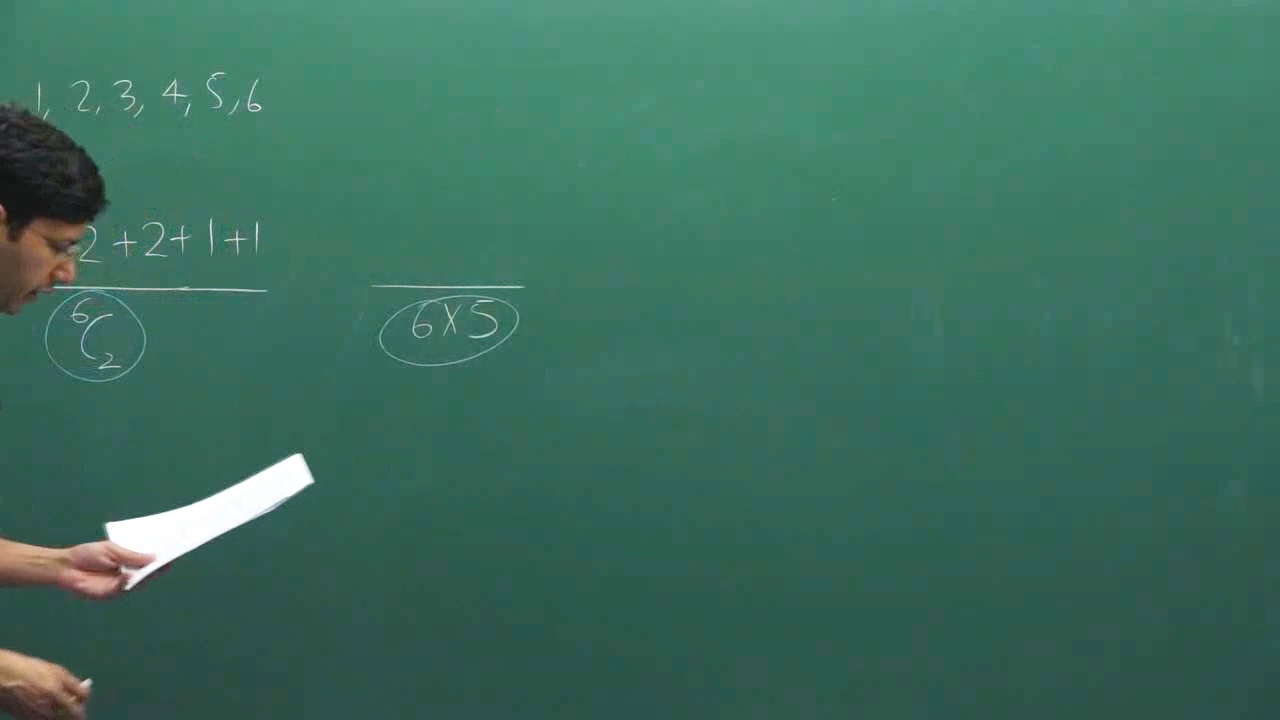 1, 2, 3, 4, 5, 6
2 + 2 + 1 + 1
⁶C₂
6 × 5